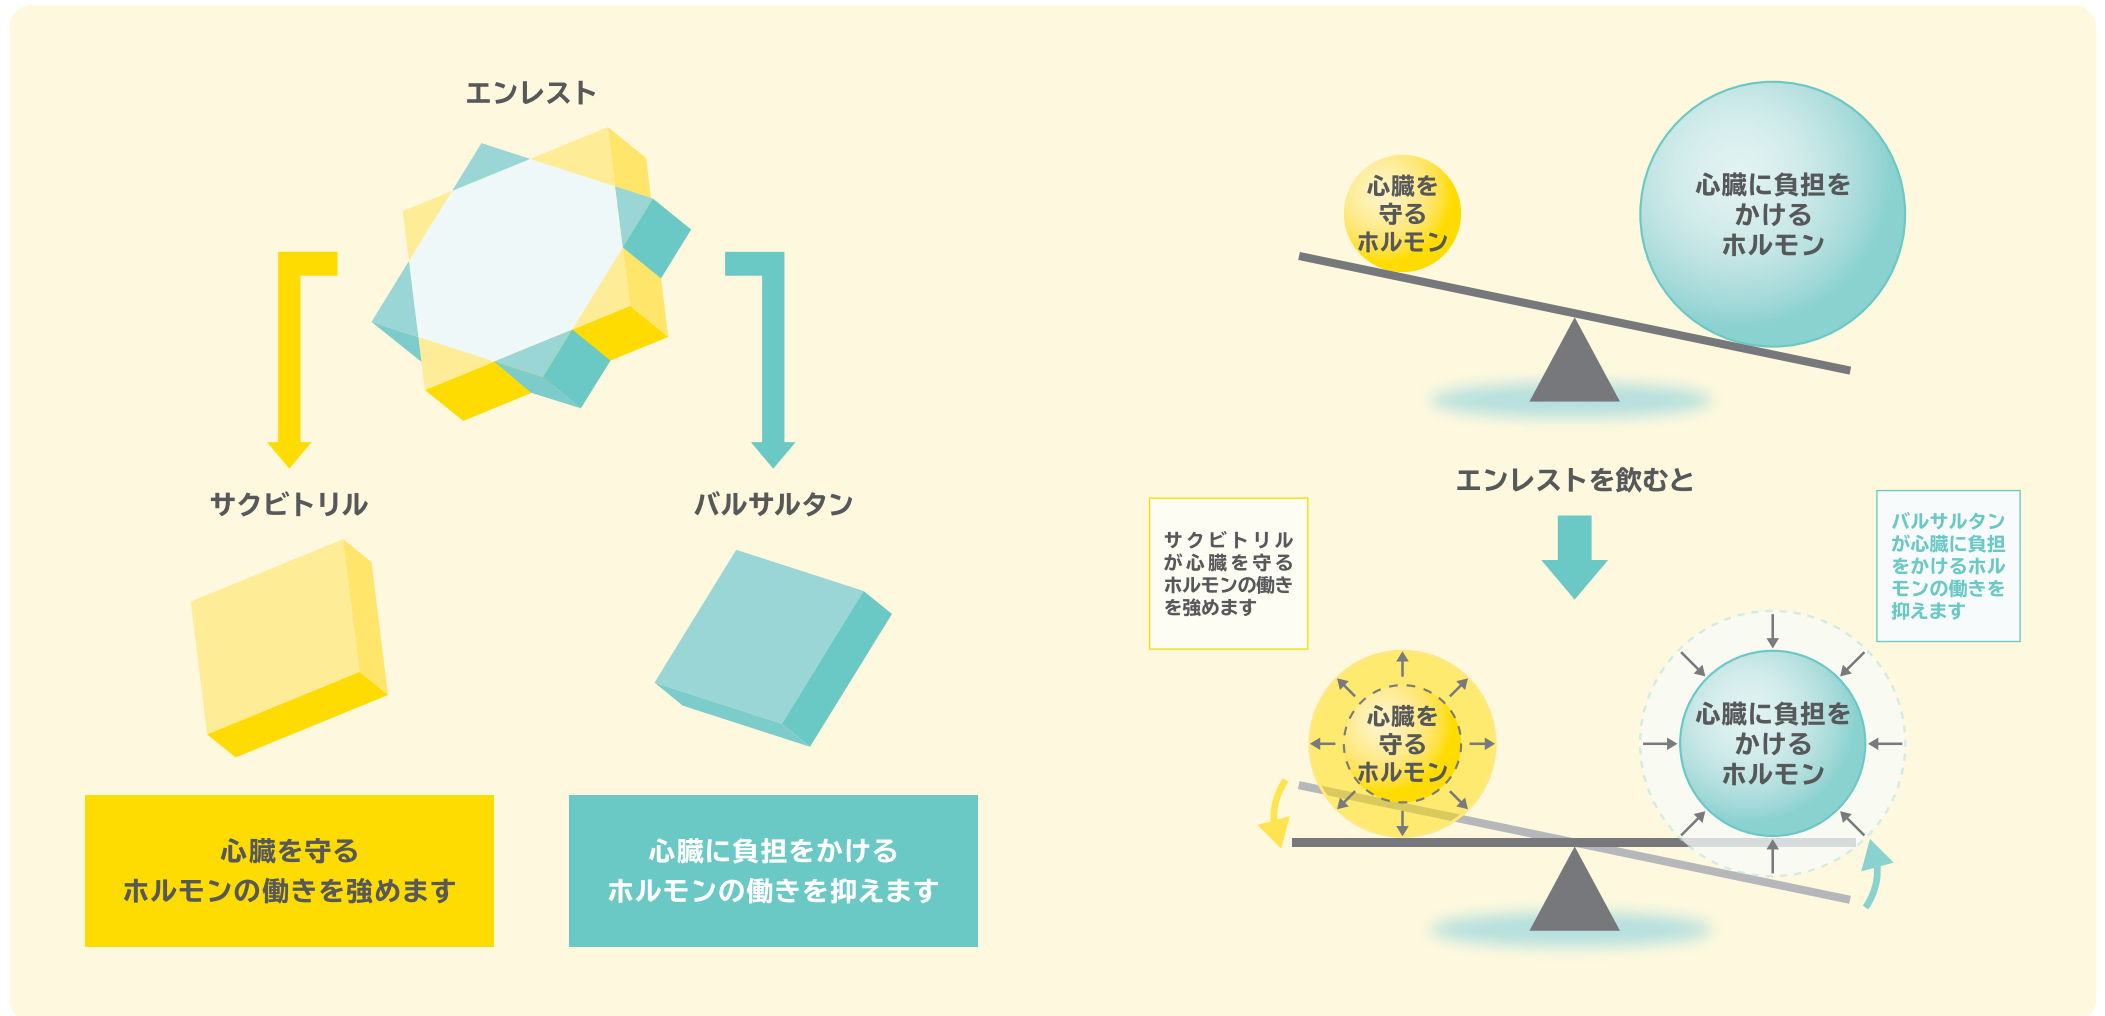 エンレスト
サクビトリル
バルサルタン
心臓を守る
ホルモンの働きを強めます
心臓に負担をかける
ホルモンの働きを抑えます
心臓を
守る
ホルモン
心臓に負担を
かける
ホルモン
エンレストを飲むと
サクビトリル
が心臓を守る
ホルモンの働き
を強めます
バルサルタン
が心臓に負担
をかけるホル
モンの働きを
抑えます
心臓を
守る
ホルモン
心臓に負担を
かける
ホルモン